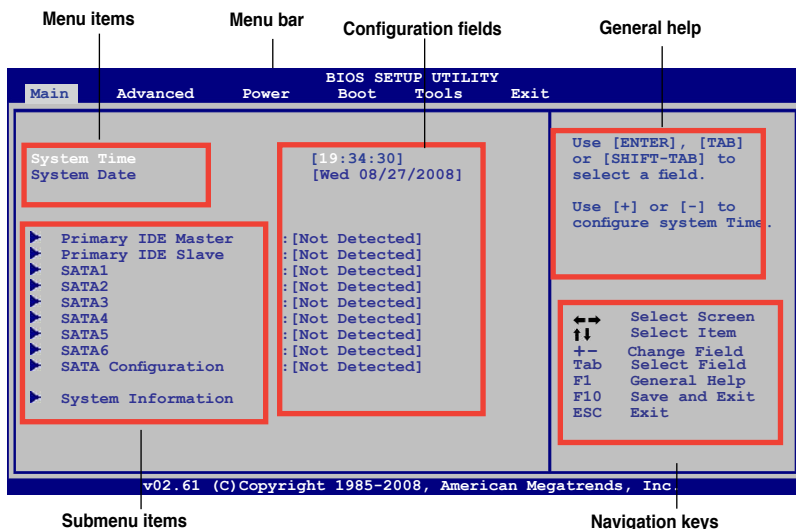 Menu items Menu bar Configuration fields General help
BIOS SETUP UTILITY
Main Advanced Power Boot Tools Exit
System Time [19:34:30]
System Date [Wed 08/27/2008]
Primary IDE Master :[Not Detected]
Primary IDE Slave :[Not Detected]
SATA1 :[Not Detected]
SATA2 :[Not Detected]
SATA3 :[Not Detected]
SATA4 :[Not Detected]
SATA5 :[Not Detected]
SATA6 :[Not Detected]
SATA Configuration :[Not Detected]
System Information
Use [ENTER], [TAB]
or [SHIFT-TAB] to
select a field.
Use [+] or [-] to
configure system Time.
←→ Select Screen
↑↓ Select Item
+- Change Field
Tab Select Field
F1 General Help
F10 Save and Exit
ESC Exit
v02.61 (C)Copyright 1985-2008, American Megatrends, Inc.
Submenu items Navigation keys